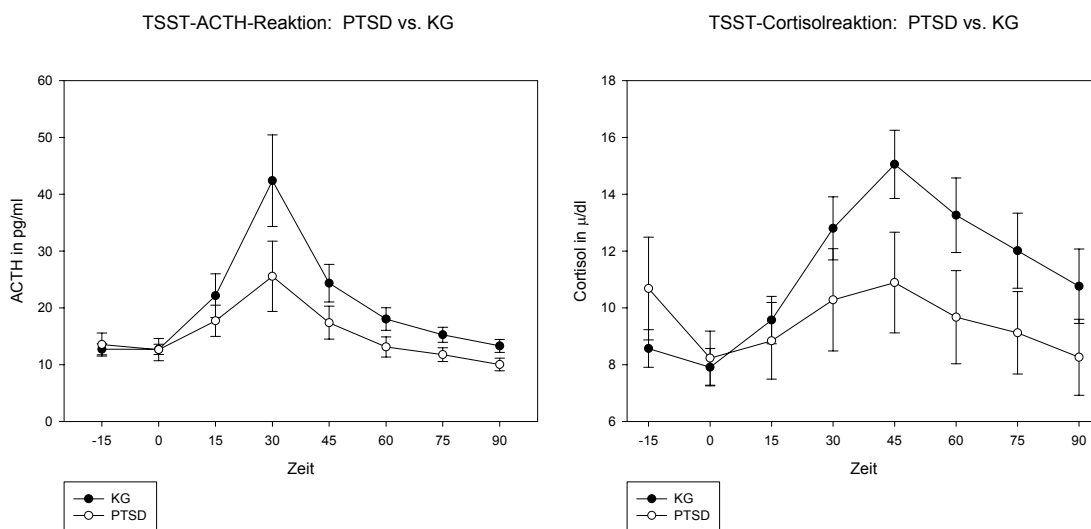 TSST-ACTH-Reaktion: PTSD vs. KG
ACTH in pg/ml
60
50
40
30
20
10
0
-15 0 15 30 45 60 75 90
Zeit
KG
PTSD
TSST-Cortisolreaktion: PTSD vs. KG
Cortisol in µ/dl
18
16
14
12
10
8
6
-15 0 15 30 45 60 75 90
Zeit
KG
PTSD